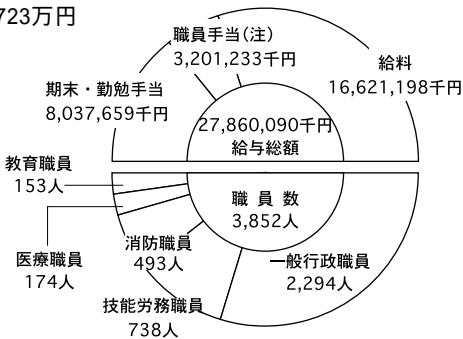 723万円
職員手当(注)
3,201,233千円
給料
16,621,198千円
期末・勤勉手当
8,037,659千円
27,860,090千円
給与総額
教育職員
153人
職員数
3,852人
医療職員
174人
消防職員
493人
一般行政職員
2,294人
技能労務職員
738人